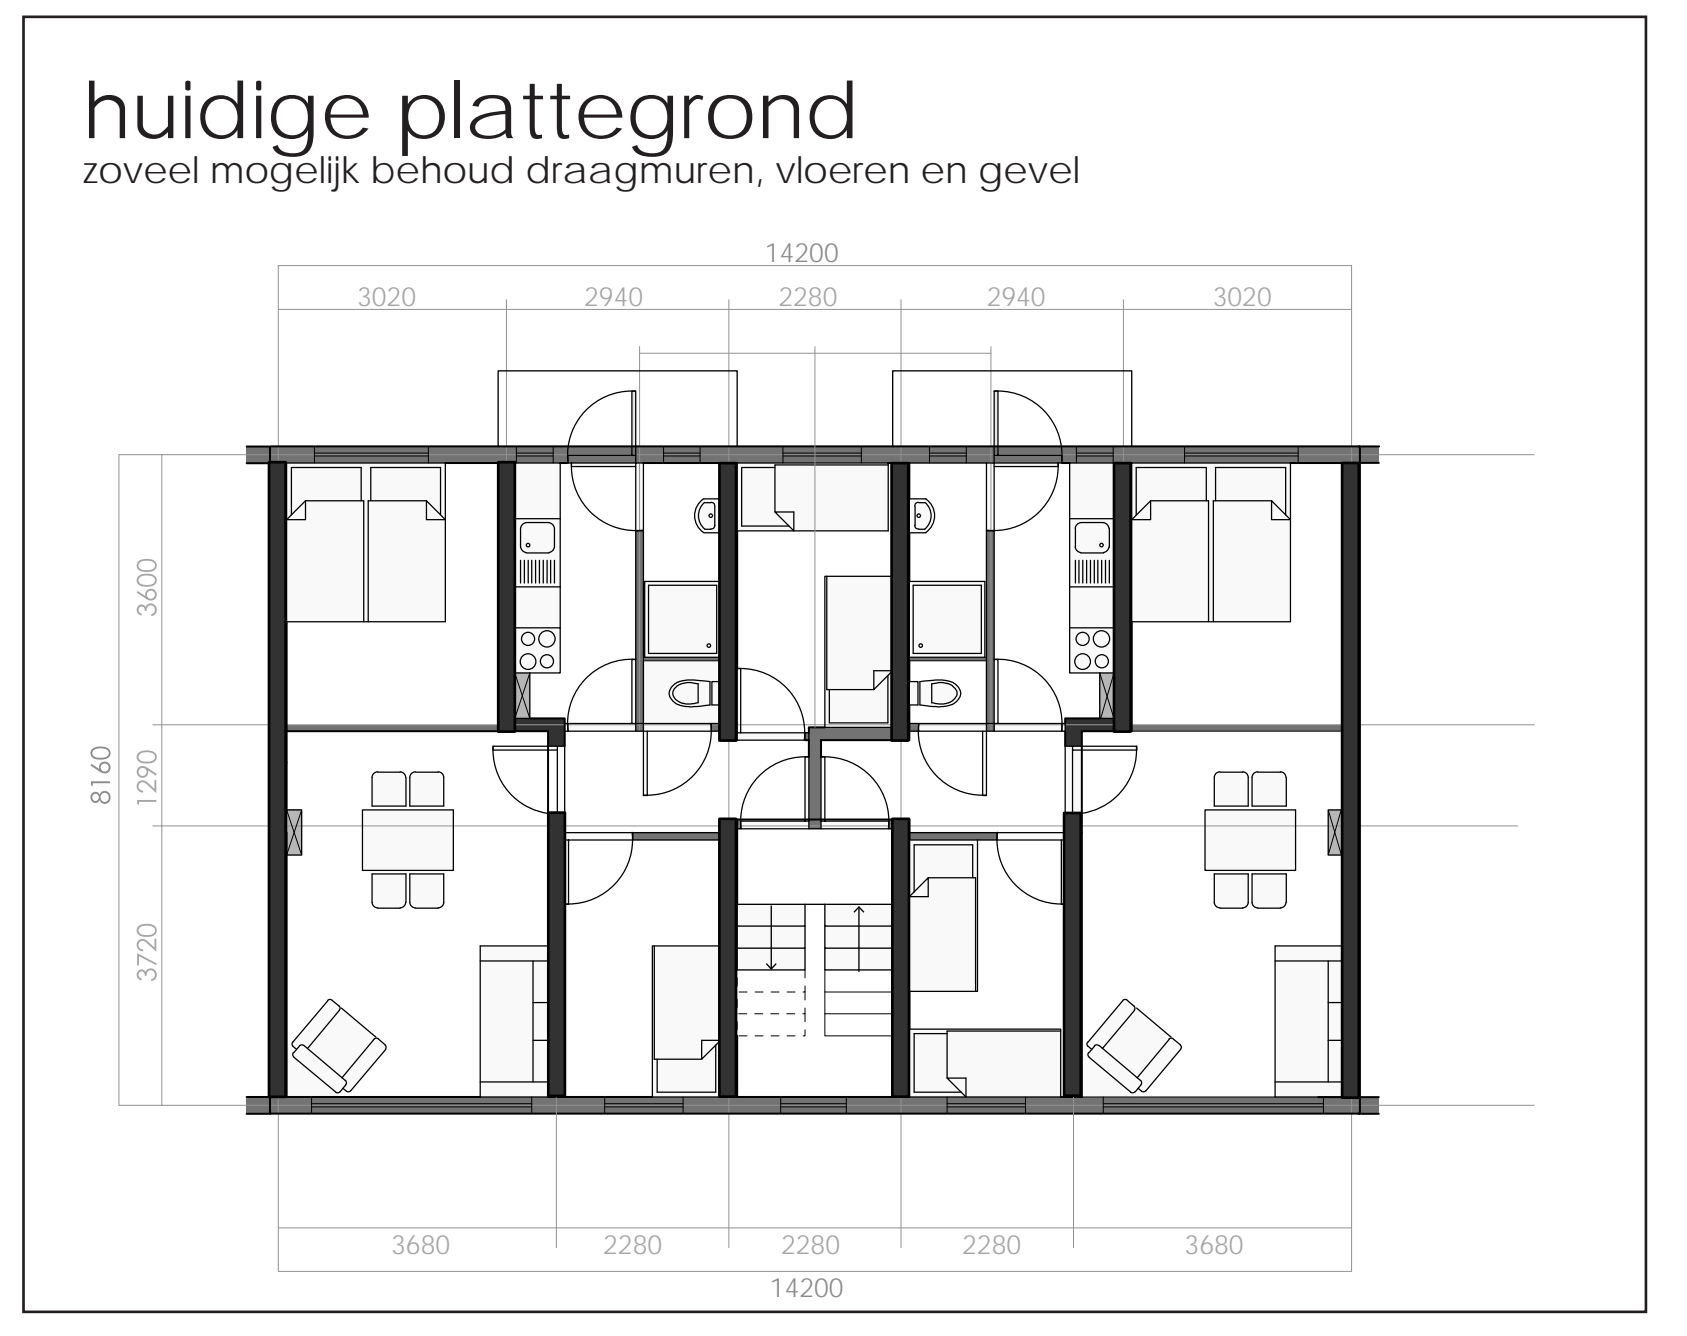 huidige plattegrond
zoveel mogelijk behoud draagmuren, vloeren en gevel
14200
3020 2940 2280 2940 3020
3600
1290
8160
3720
3680 2280 2280 2280 3680
14200